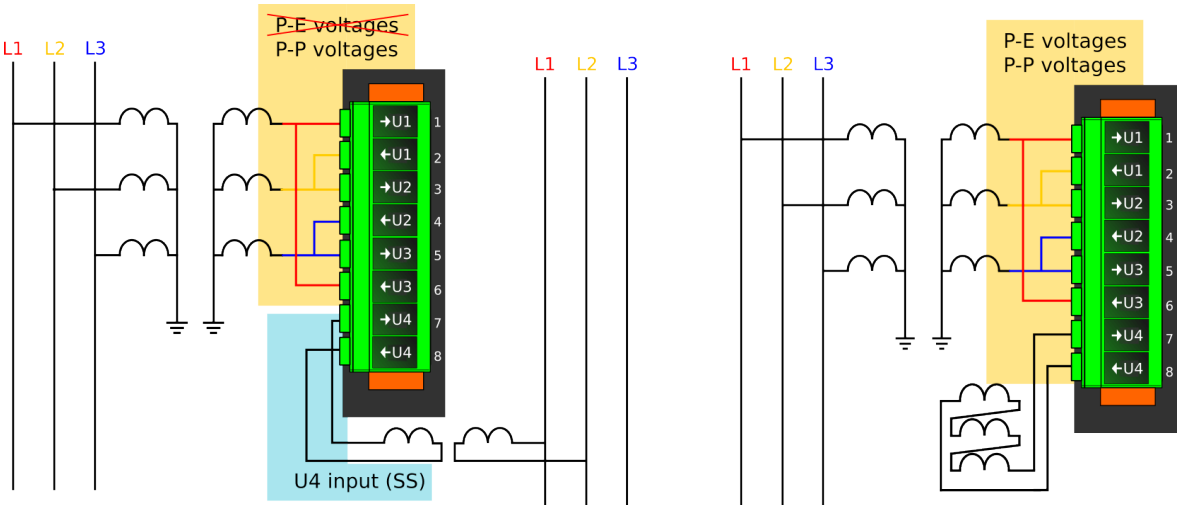 P-E voltages
P-P voltages
L1 L2 L3
L1 L2 L3
→U1 1
←U1 2
→U2 3
←U2 4
→U3 5
←U3 6
→U4 7
←U4 8
U4 input (SS)
P-E voltages
P-P voltages
L1 L2 L3
→U1 1
←U1 2
→U2 3
←U2 4
→U3 5
←U3 6
→U4 7
←U4 8